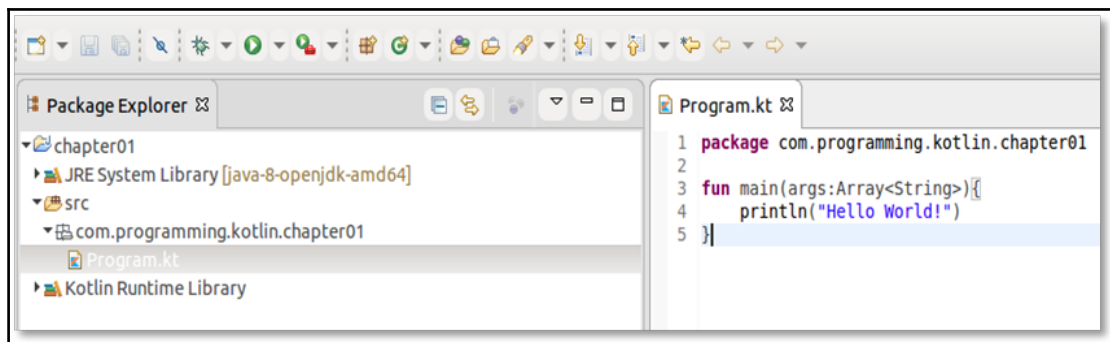 Package Explorer
chapter01
JRE System Library [java-8-openjdk-amd64]
src
com.programming.kotlin.chapter01
Program.kt
Kotlin Runtime Library
Program.kt
1 package com.programming.kotlin.chapter01
2
3 fun main(args:Array<String>){
4     println("Hello World!")
5 }